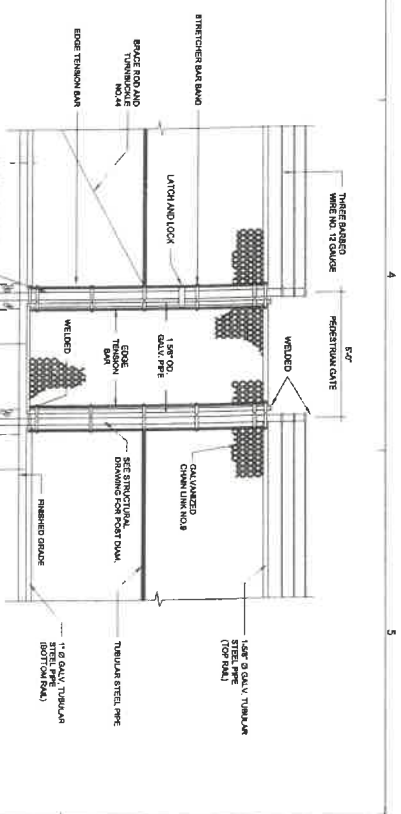 4
5
5'-0"
PEDESTRIAN GATE
THREE BARBED
WIRE NO. 12 GAUGE
WELDED
STRETCHER BAR BAND
LATCH AND LOCK
BRACE ROD AND
TURNBUCKLE
NO.44
EDGE TENSION BAR
1 5/8" OD.
GALV. PIPE
EDGE
TENSION
BAR
WELDED
GALVANIZED
CHAIN LINK NO.9
SEE STRUCTURAL
DRAWING FOR POST DIAM.
FINISHED GRADE
1-5/8" Ø GALV. TUBULAR
STEEL PIPE
(TOP RAIL)
TUBULAR STEEL PIPE
1" Ø GALV. TUBULAR
STEEL PIPE
(BOTTOM RAIL)